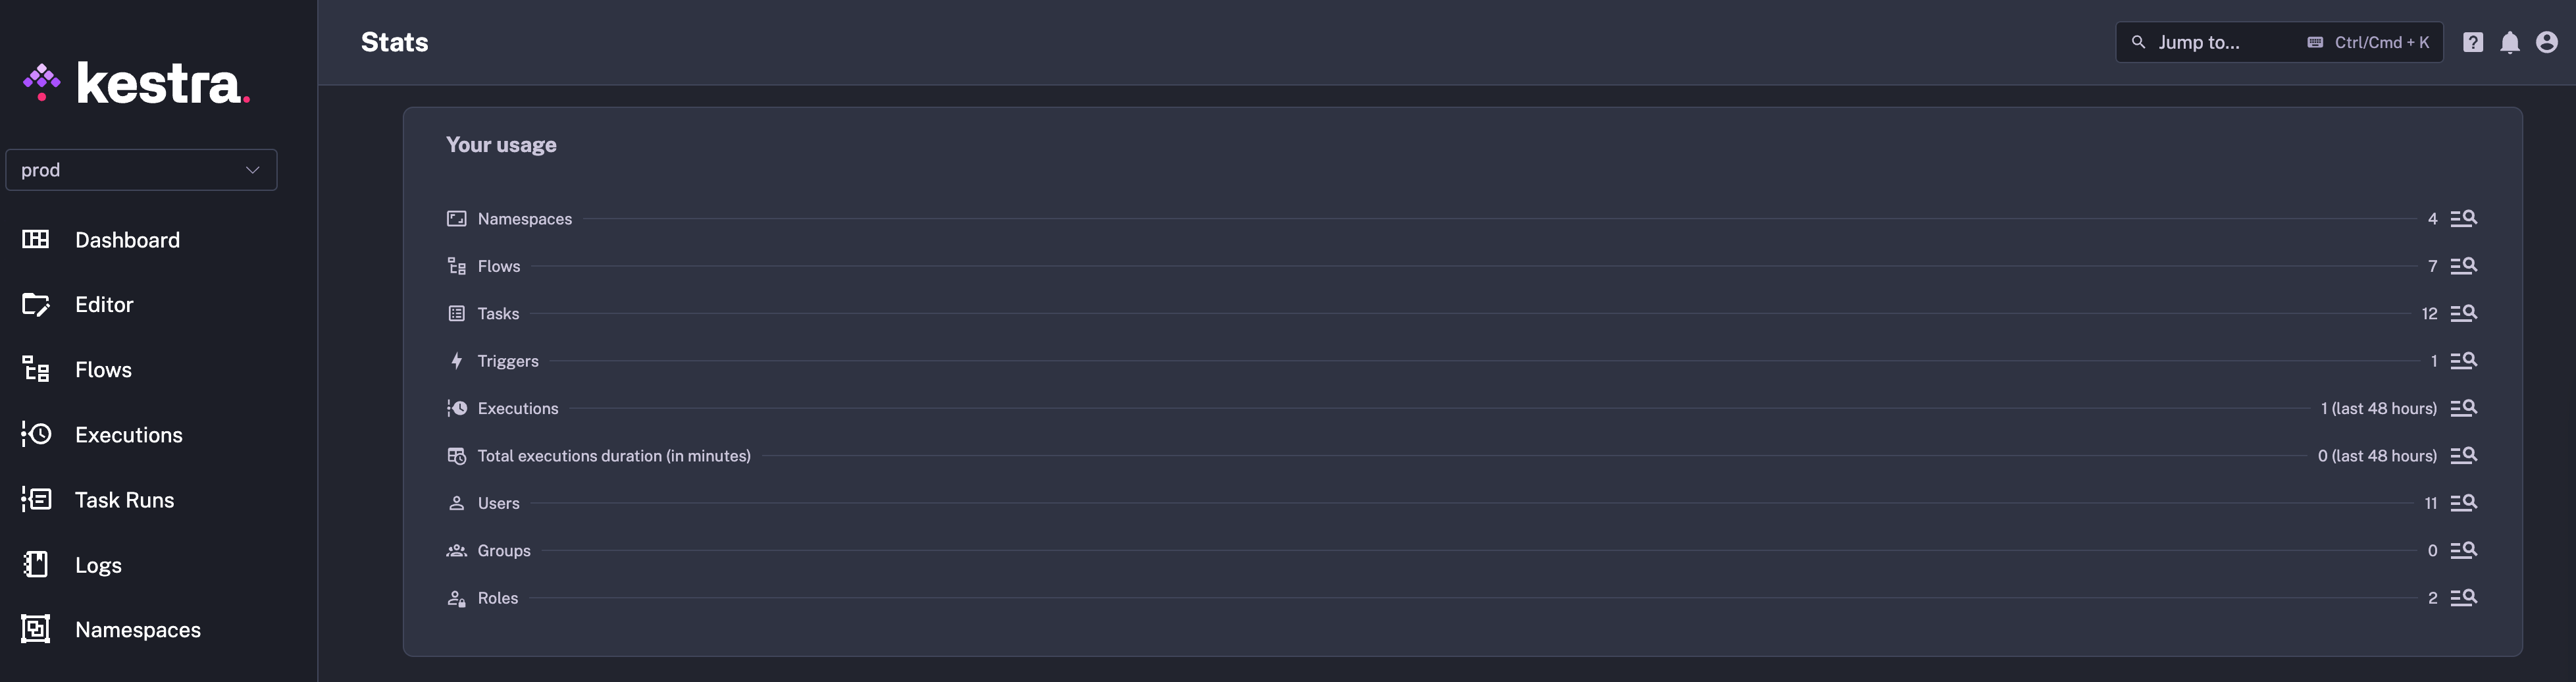 kestra.
prod
Dashboard
Editor
Flows
Executions
Task Runs
Logs
Namespaces
Stats
Jump to...
Ctrl/Cmd + K
?
Your usage
Namespaces 4
Flows 7
Tasks 12
Triggers 1
Executions 1 (last 48 hours)
Total executions duration (in minutes) 0 (last 48 hours)
Users 11
Groups 0
Roles 2